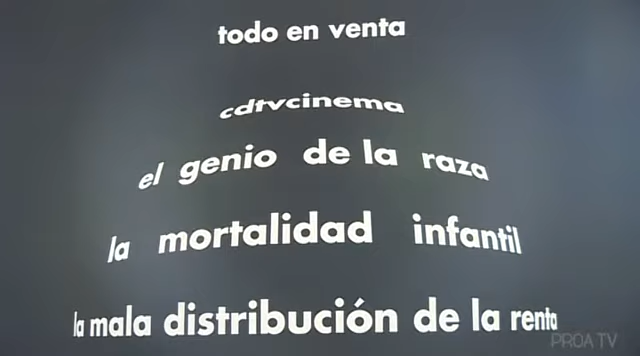 todo en venta
cdtvcinema
el genio de la raza
la mortalidad infantil
la mala distribución de la renta
PROA TV